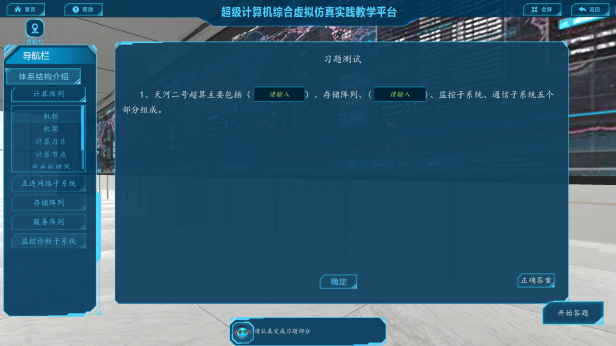 首页
帮助
超级计算机综合虚拟仿真实践教学平台
全屏
返回
导航栏
导航栏
体系结构介绍
计算阵列
机柜
机架
计算刀片
计算节点
中央处理器
互连网络子系统
存储阵列
服务阵列
监控诊断子系统
习题测试
1、天河二号超算主要包括( 请输入 )、存储阵列、( 请输入 )、监控子系统、通信子系统五个
部分组成。
确定
正确答案
开始答题
请认真完成习题部分